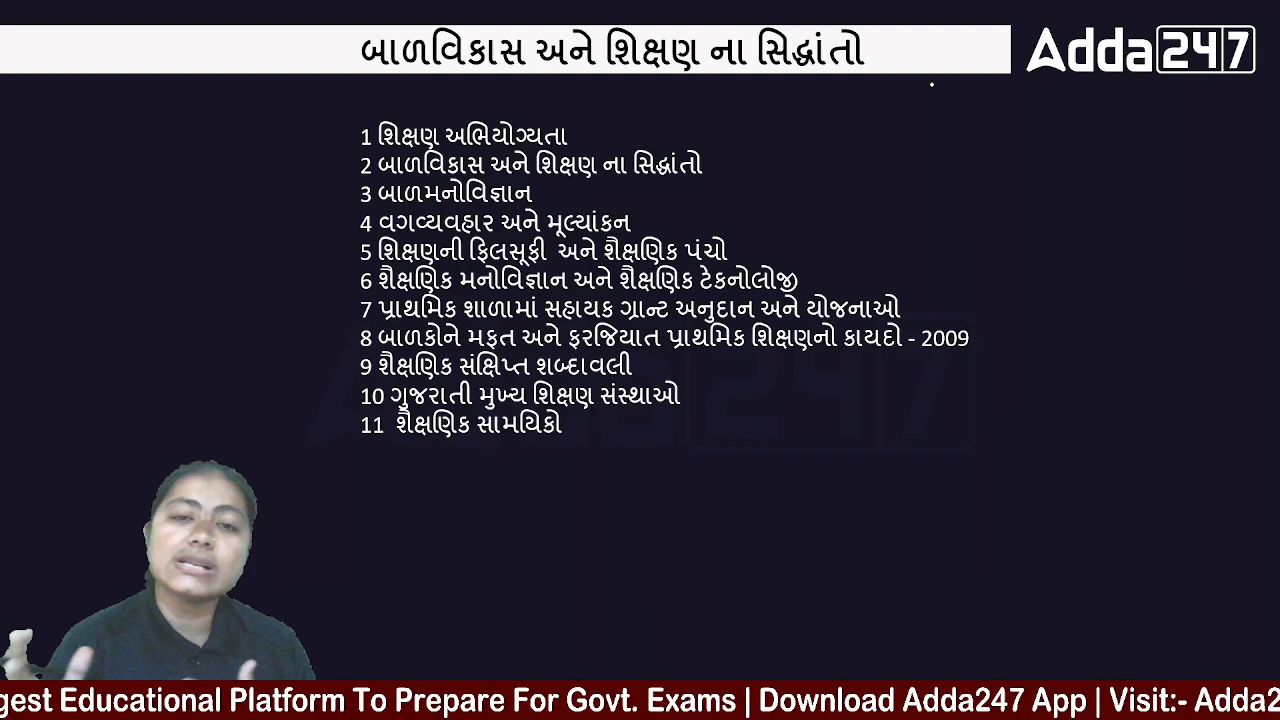 બાળવિકાસ અને શિક્ષણ ના સિદ્ધાંતો
Adda247
1 શિક્ષણ અભિયોગ્યતા
2 બાળવિકાસ અને શિક્ષણ ના સિદ્ધાંતો
3 બાળમનોવિજ્ઞાન
4 વગવ્યવહાર અને મૂલ્યાંકન
5 શિક્ષણની ફિલસૂફી અને શૈક્ષણિક પંચો
6 શૈક્ષણિક મનોવિજ્ઞાન અને શૈક્ષણિક ટેકનોલોજી
7 પ્રાથમિક શાળામાં સહાયક ગ્રાન્ટ અનુદાન અને યોજનાઓ
8 બાળકોને મફત અને ફરજિયાત પ્રાથમિક શિક્ષણનો કાયદો - 2009
9 શૈક્ષણિક સંક્ષિપ્ત શબ્દાવલી
10 ગુજરાતી મુખ્ય શિક્ષણ સંસ્થાઓ
11 શૈક્ષણિક સામયિકો
gest Educational Platform To Prepare For Govt. Exams | Download Adda247 App | Visit:- Adda2